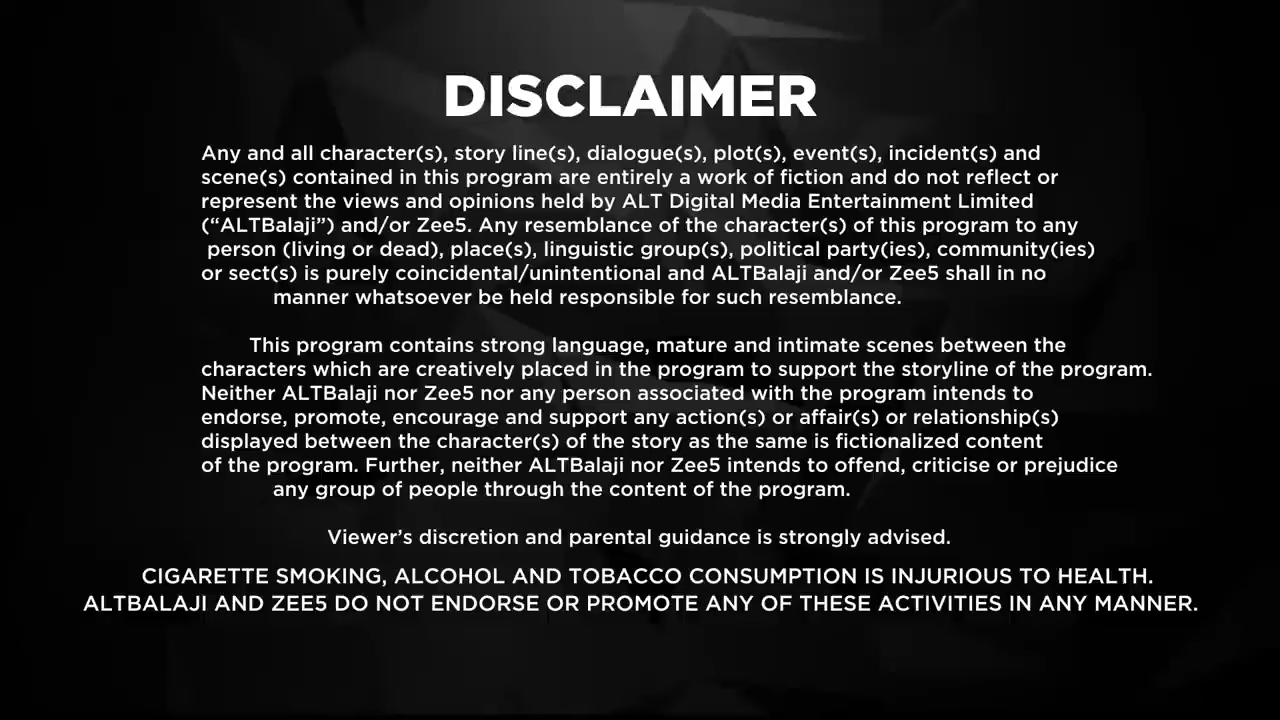 DISCLAIMER
Any and all character(s), story line(s), dialogue(s), plot(s), event(s), incident(s) and
scene(s) contained in this program are entirely a work of fiction and do not reflect or
represent the views and opinions held by ALT Digital Media Entertainment Limited
(“ALTBalaji”) and/or Zee5. Any resemblance of the character(s) of this program to any
person (living or dead), place(s), linguistic group(s), political party(ies), community(ies)
or sect(s) is purely coincidental/unintentional and ALTBalaji and/or Zee5 shall in no
manner whatsoever be held responsible for such resemblance.
This program contains strong language, mature and intimate scenes between the
characters which are creatively placed in the program to support the storyline of the program.
Neither ALTBalaji nor Zee5 nor any person associated with the program intends to
endorse, promote, encourage and support any action(s) or affair(s) or relationship(s)
displayed between the character(s) of the story as the same is fictionalized content
of the program. Further, neither ALTBalaji nor Zee5 intends to offend, criticise or prejudice
any group of people through the content of the program.
Viewer’s discretion and parental guidance is strongly advised.
CIGARETTE SMOKING, ALCOHOL AND TOBACCO CONSUMPTION IS INJURIOUS TO HEALTH.
ALTBALAJI AND ZEE5 DO NOT ENDORSE OR PROMOTE ANY OF THESE ACTIVITIES IN ANY MANNER.